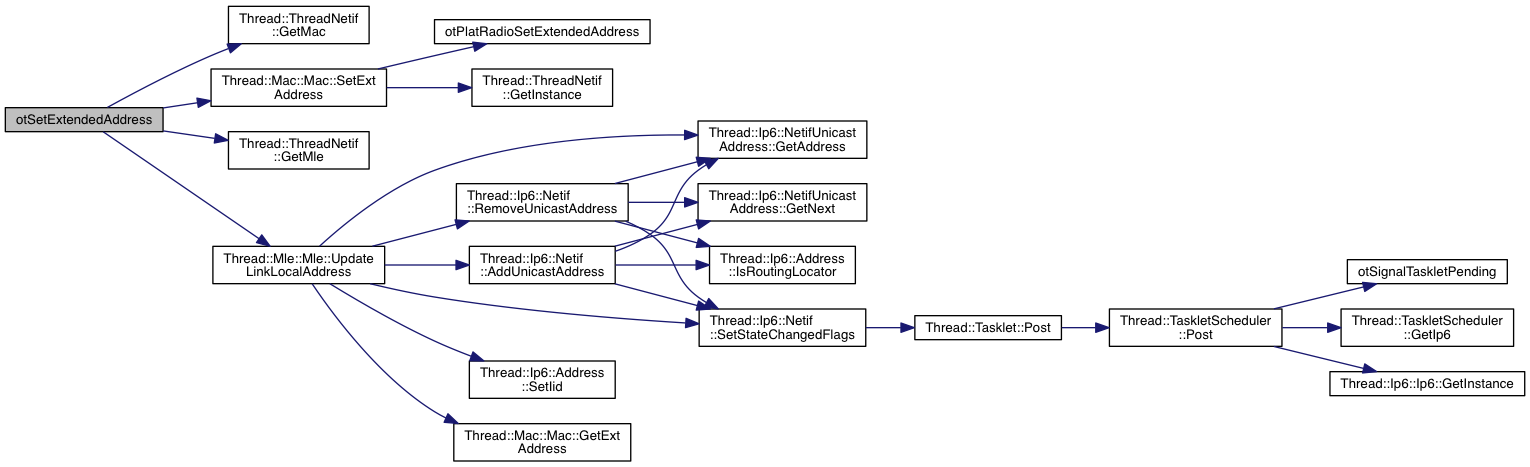 otSetExtendedAddress
Thread::ThreadNetif
::GetMac
Thread::Mac::Mac::SetExt
Address
otPlatRadioSetExtendedAddress
Thread::ThreadNetif
::GetInstance
Thread::ThreadNetif
::GetMle
Thread::Mle::Mle::Update
LinkLocalAddress
Thread::Ip6::NetifUnicast
Address::GetAddress
Thread::Ip6::Netif
::RemoveUnicastAddress
Thread::Ip6::NetifUnicast
Address::GetNext
Thread::Ip6::Netif
::AddUnicastAddress
Thread::Ip6::Address
::IsRoutingLocator
Thread::Ip6::Netif
::SetStateChangedFlags
Thread::Tasklet::Post
Thread::TaskletScheduler
::Post
otSignalTaskletPending
Thread::TaskletScheduler
::GetIp6
Thread::Ip6::Ip6::GetInstance
Thread::Ip6::Address
::SetIid
Thread::Mac::Mac::GetExt
Address